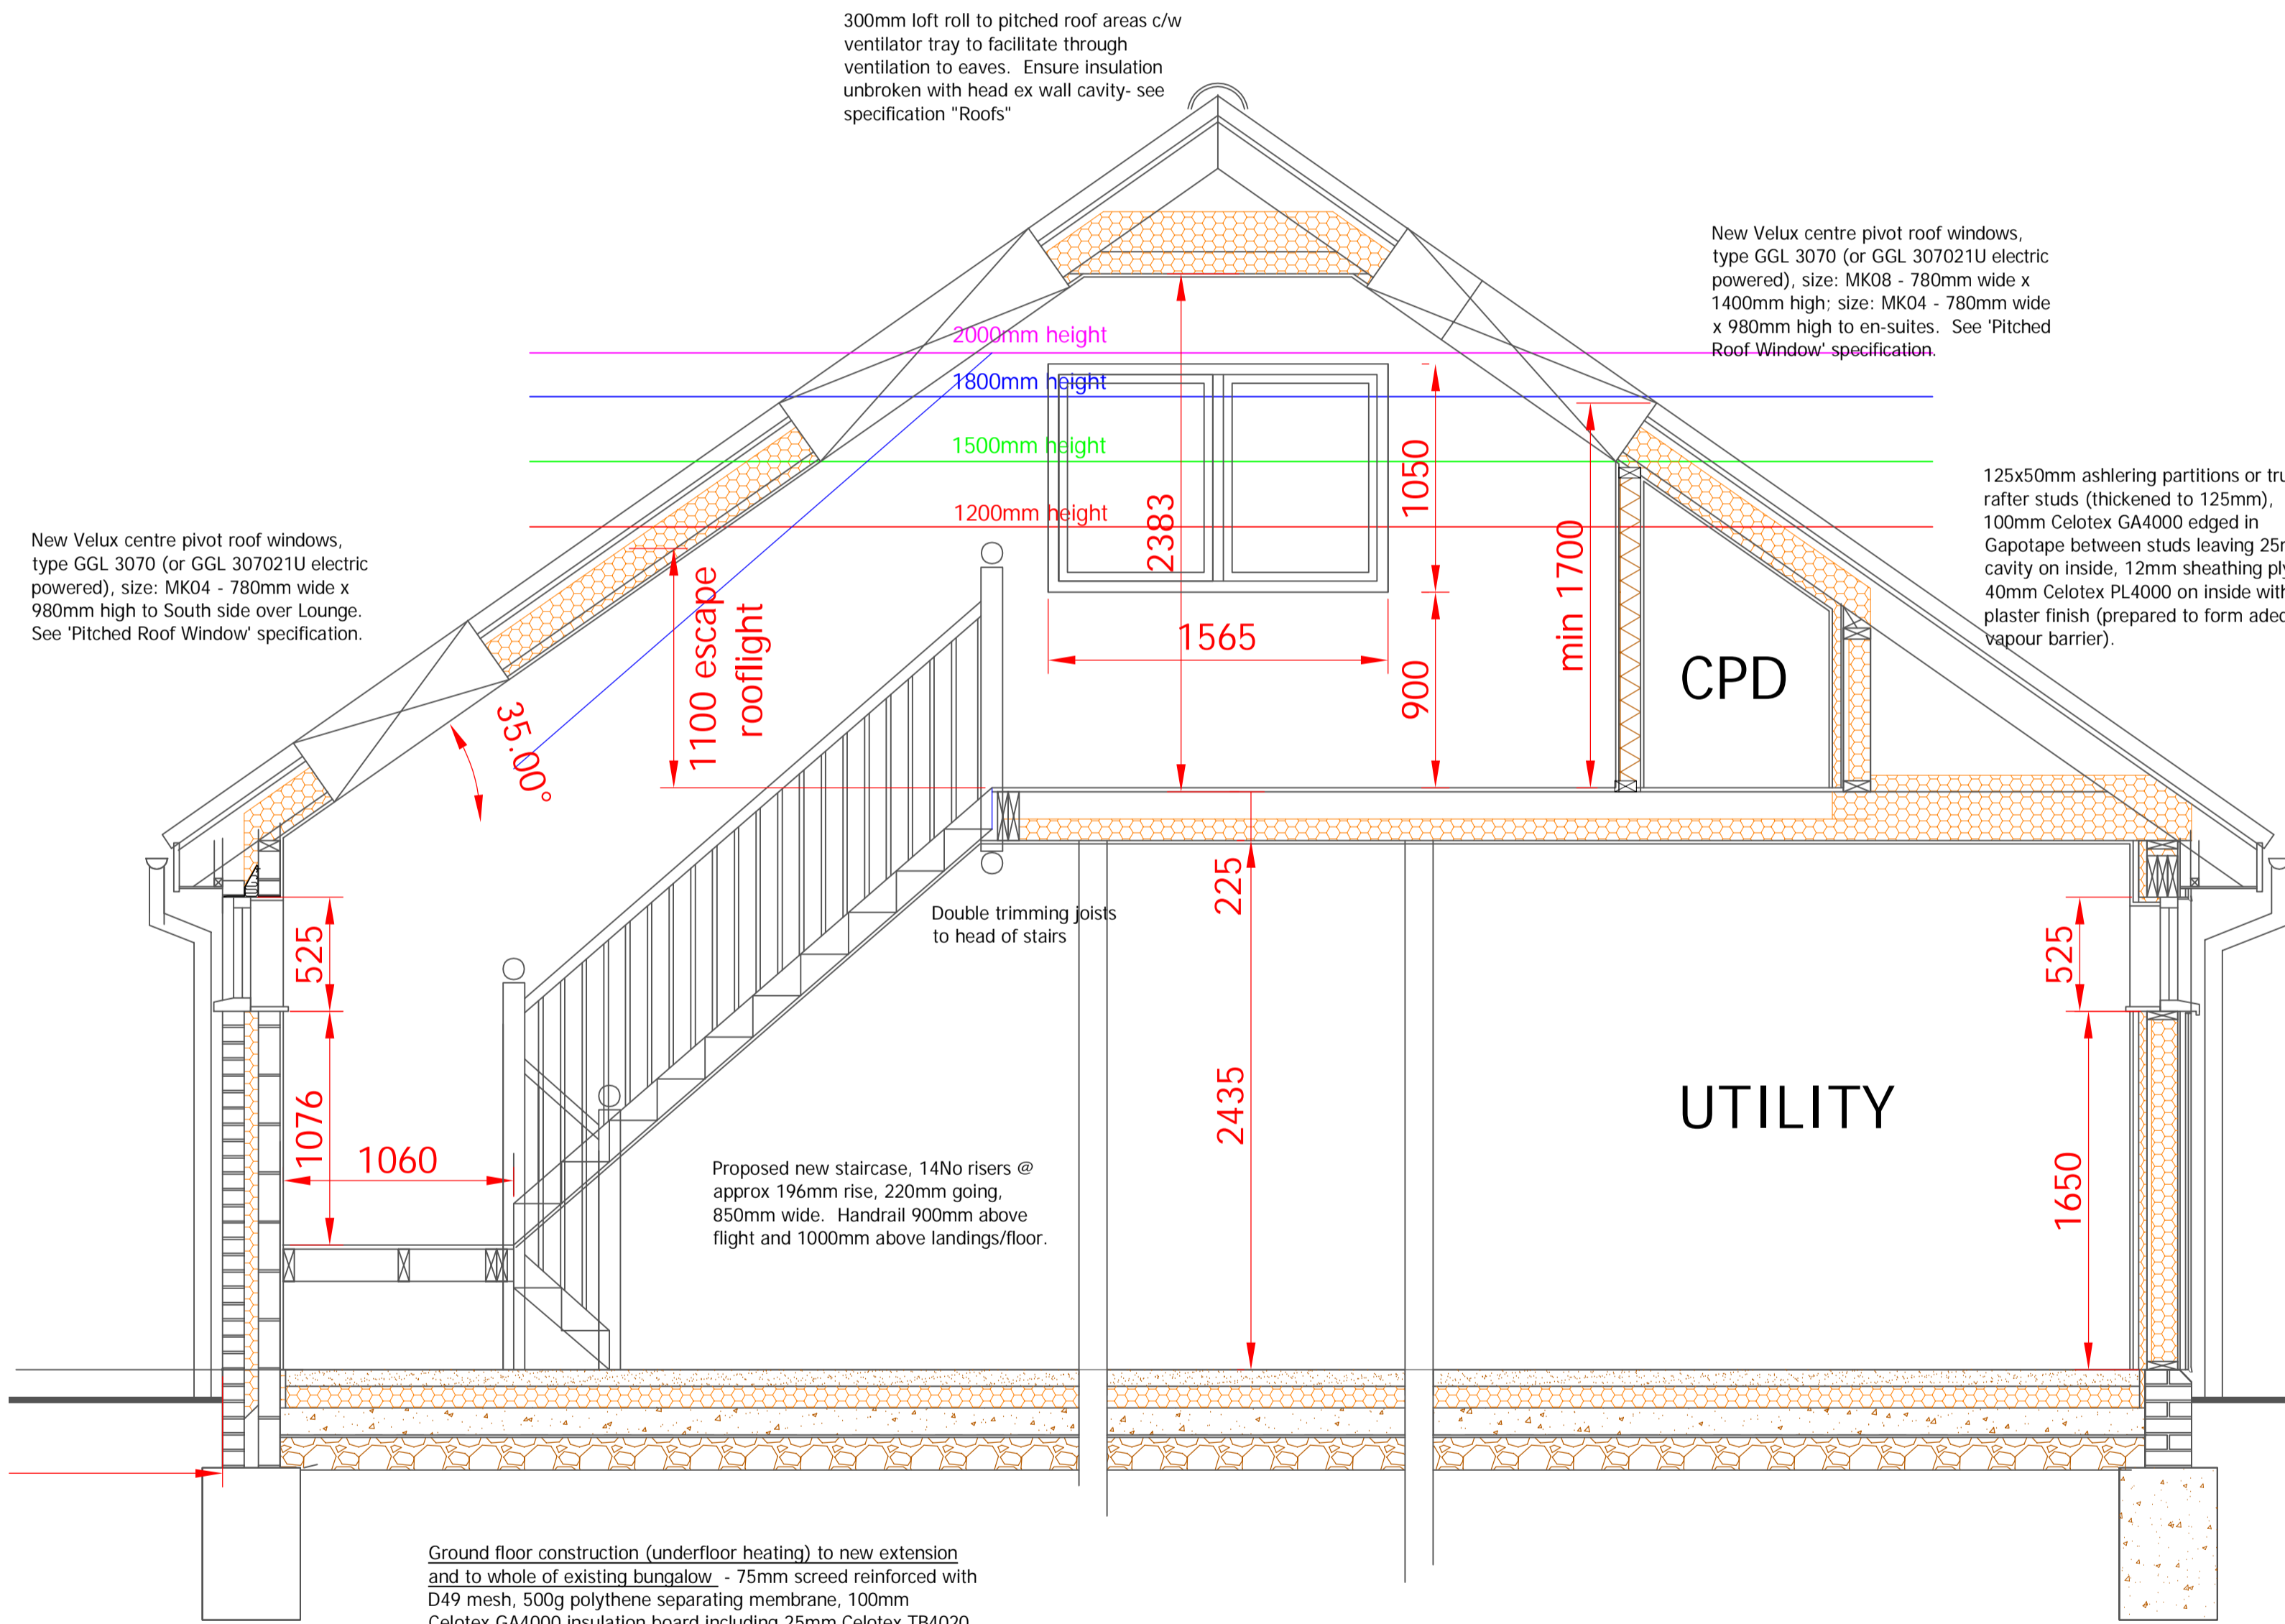 300mm loft roll to pitched roof areas c/w
ventilator tray to facilitate through
ventilation to eaves.  Ensure insulation
unbroken with head ex wall cavity- see
specification "Roofs"
New Velux centre pivot roof windows,
type GGL 3070 (or GGL 307021U electric
powered), size: MK08 - 780mm wide x
1400mm high; size: MK04 - 780mm wide
x 980mm high to en-suites.  See 'Pitched
Roof Window' specification.
2000mm height
1800mm height
1500mm height
1200mm height
125x50mm ashlering partitions or
rafter studs (thickened to 125mm),
100mm Celotex GA4000 edged in
Gapotape between studs leaving
cavity on inside, 12mm sheathing
40mm Celotex PL4000 on inside
plaster finish (prepared to form
vapour barrier).
New Velux centre pivot roof windows,
type GGL 3070 (or GGL 307021U electric
powered), size: MK04 - 780mm wide x
980mm high to South side over Lounge.
See 'Pitched Roof Window' specification.
35.00°
1100 escape
rooflight
2383
1565
1050
900
min 1700
CPD
225
Double trimming joists
to head of stairs
525
1076
1060
2435
525
1650
UTILITY
Proposed new staircase, 14No risers @
approx 196mm rise, 220mm going,
850mm wide.  Handrail 900mm above
flight and 1000mm above landings/floor.
Ground floor construction (underfloor heating) to new extension
and to whole of existing bungalow  - 75mm screed reinforced with
D49 mesh, 500g polythene separating membrane, 100mm
Celotex GA4000 insulation board including 25mm Celotex TB4020